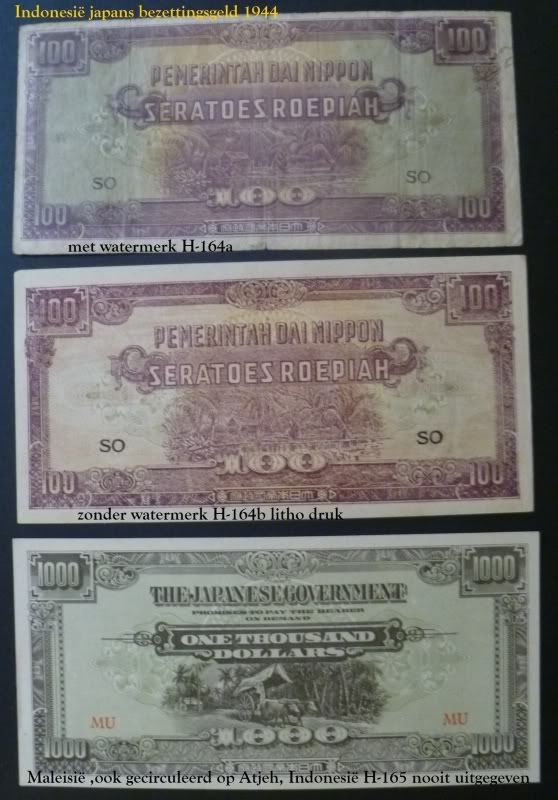 Indonesië japans bezettingsgeld 1944
100 100
PEMERINTAH DAI NIPPON
SERATOES ROEPIAH
SO SO
100 100 100
met watermerk H-164a
100 100
PEMERINTAH DAI NIPPON
SERATOES ROEPIAH
SO SO
100 100 100
zonder watermerk H-164b litho druk
1000 1000
THE JAPANESE GOVERNMENT
PROMISES TO PAY THE BEARER
ON DEMAND
ONE THOUSAND
DOLLARS
MU MU
1000 1000 1000
Maleisië ,ook gecirculeerd op Atjeh, Indonesië H-165 nooit uitgegeven